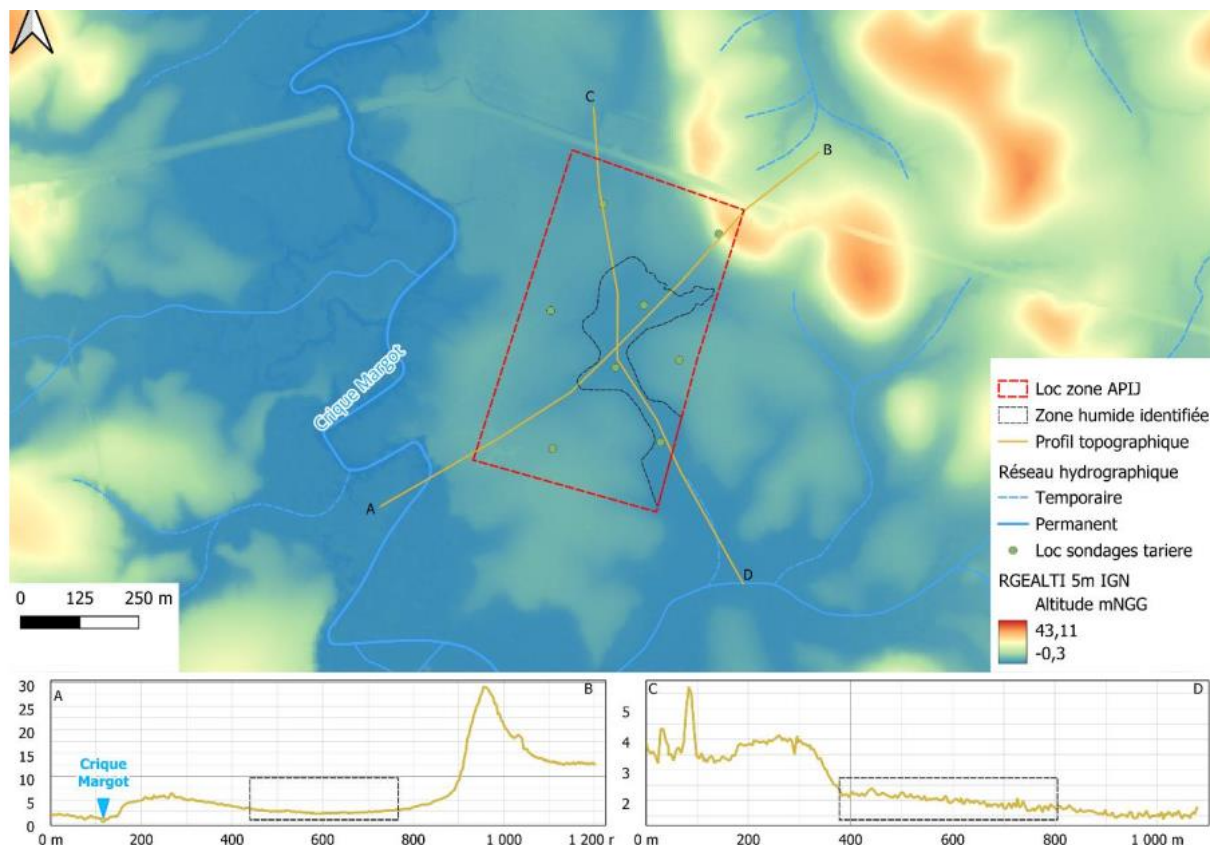 C
B
Crique Margot
A
D
0 125 250 m
Loc zone APIJ
Zone humide identifiée
Profil topographique
Réseau hydrographique
Temporaire
Permanent
Loc sondages tariere
RGEALTI 5m IGN
Altitude mNGG
43,11
-0,3
30
25
20
15
10
5
0
A
B
Crique
Margot
0 m 200 400 600 800 1 000 1 200 r
5
4
3
2
C
D
0 m 200 400 600 800 1 000 m